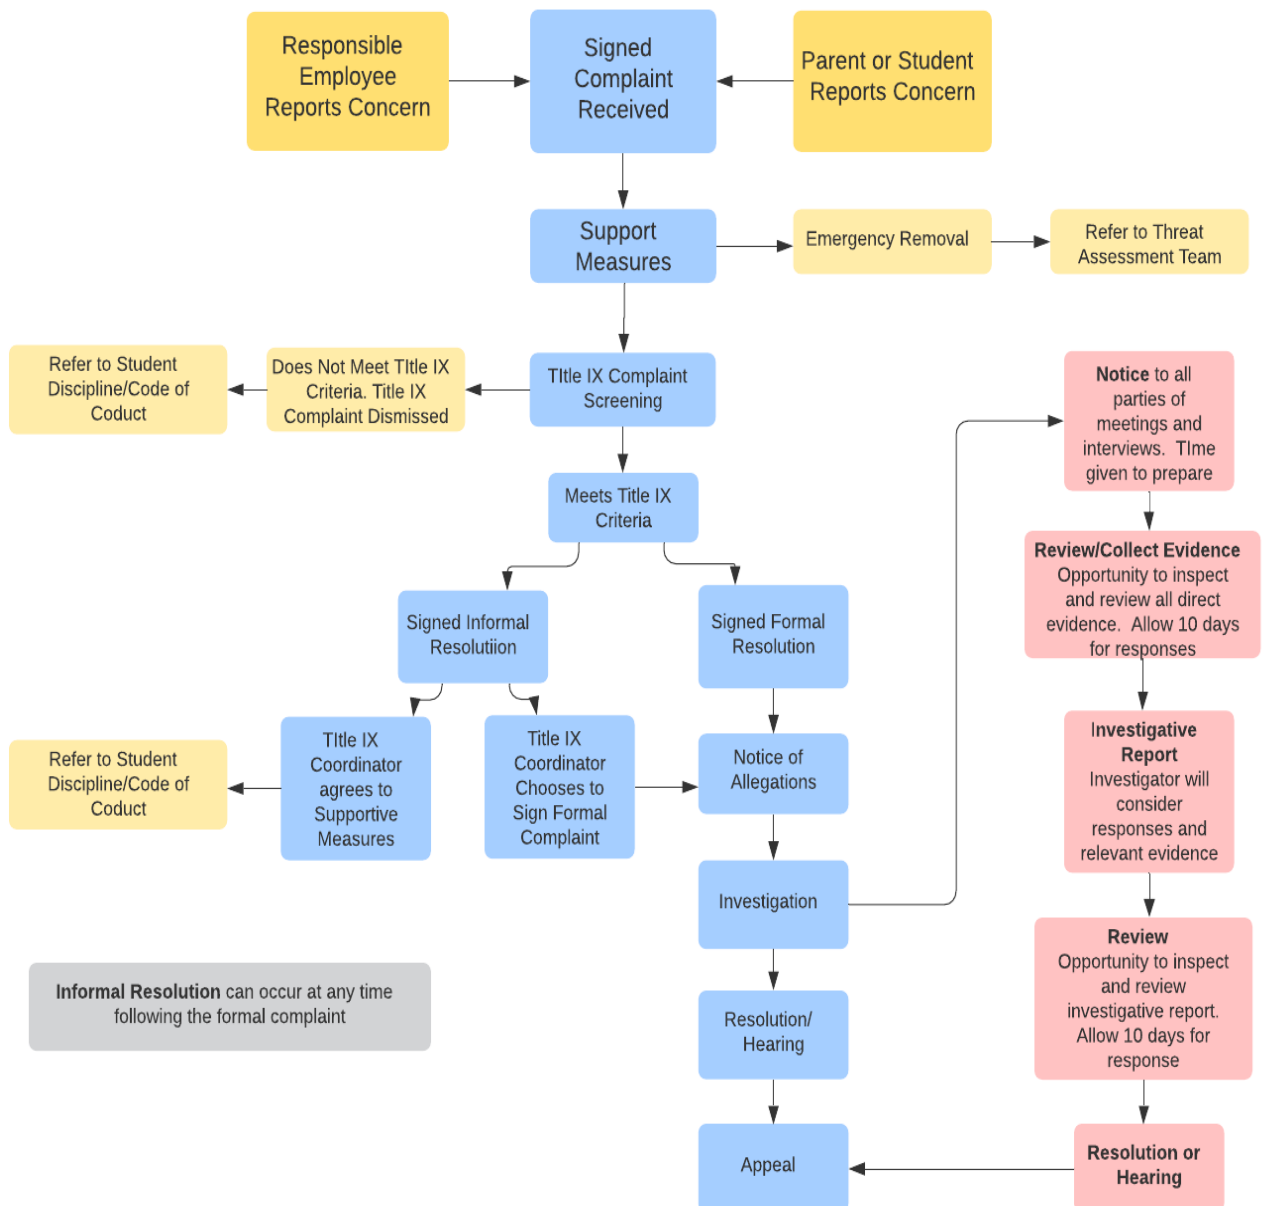 Responsible
Employee
Reports Concern
Signed
Complaint
Received
Parent or Student
Reports Concern
Support
Measures
Emergency Removal
Refer to Threat
Assessment Team
Refer to Student
Discipline/Code of
Coduct
Does Not Meet TItle IX
Criteria. Title IX
Complaint Dismissed
TItle IX Complaint
Screening
Notice to all
parties of
meetings and
interviews.  TIme
given to prepare
Meets Title IX
Criteria
Review/Collect Evidence
Opportunity to inspect
and review all direct
evidence.  Allow 10 days
for responses
Signed Informal
Resolutiion
Signed Formal
Resolution
TItle IX
Coordinator
agrees to
Supportive
Measures
Title IX
Coordinator
Chooses to
Sign Formal
Complaint
Notice of
Allegations
Investigative
Report
Investigator will
consider
responses and
relevant evidence
Refer to Student
Discipline/Code of
Coduct
Investigation
Review
Opportunity to inspect
and review
investigative report.
Allow 10 days for
response
Informal Resolution can occur at any time
following the formal complaint
Resolution/
Hearing
Appeal
Resolution or
Hearing